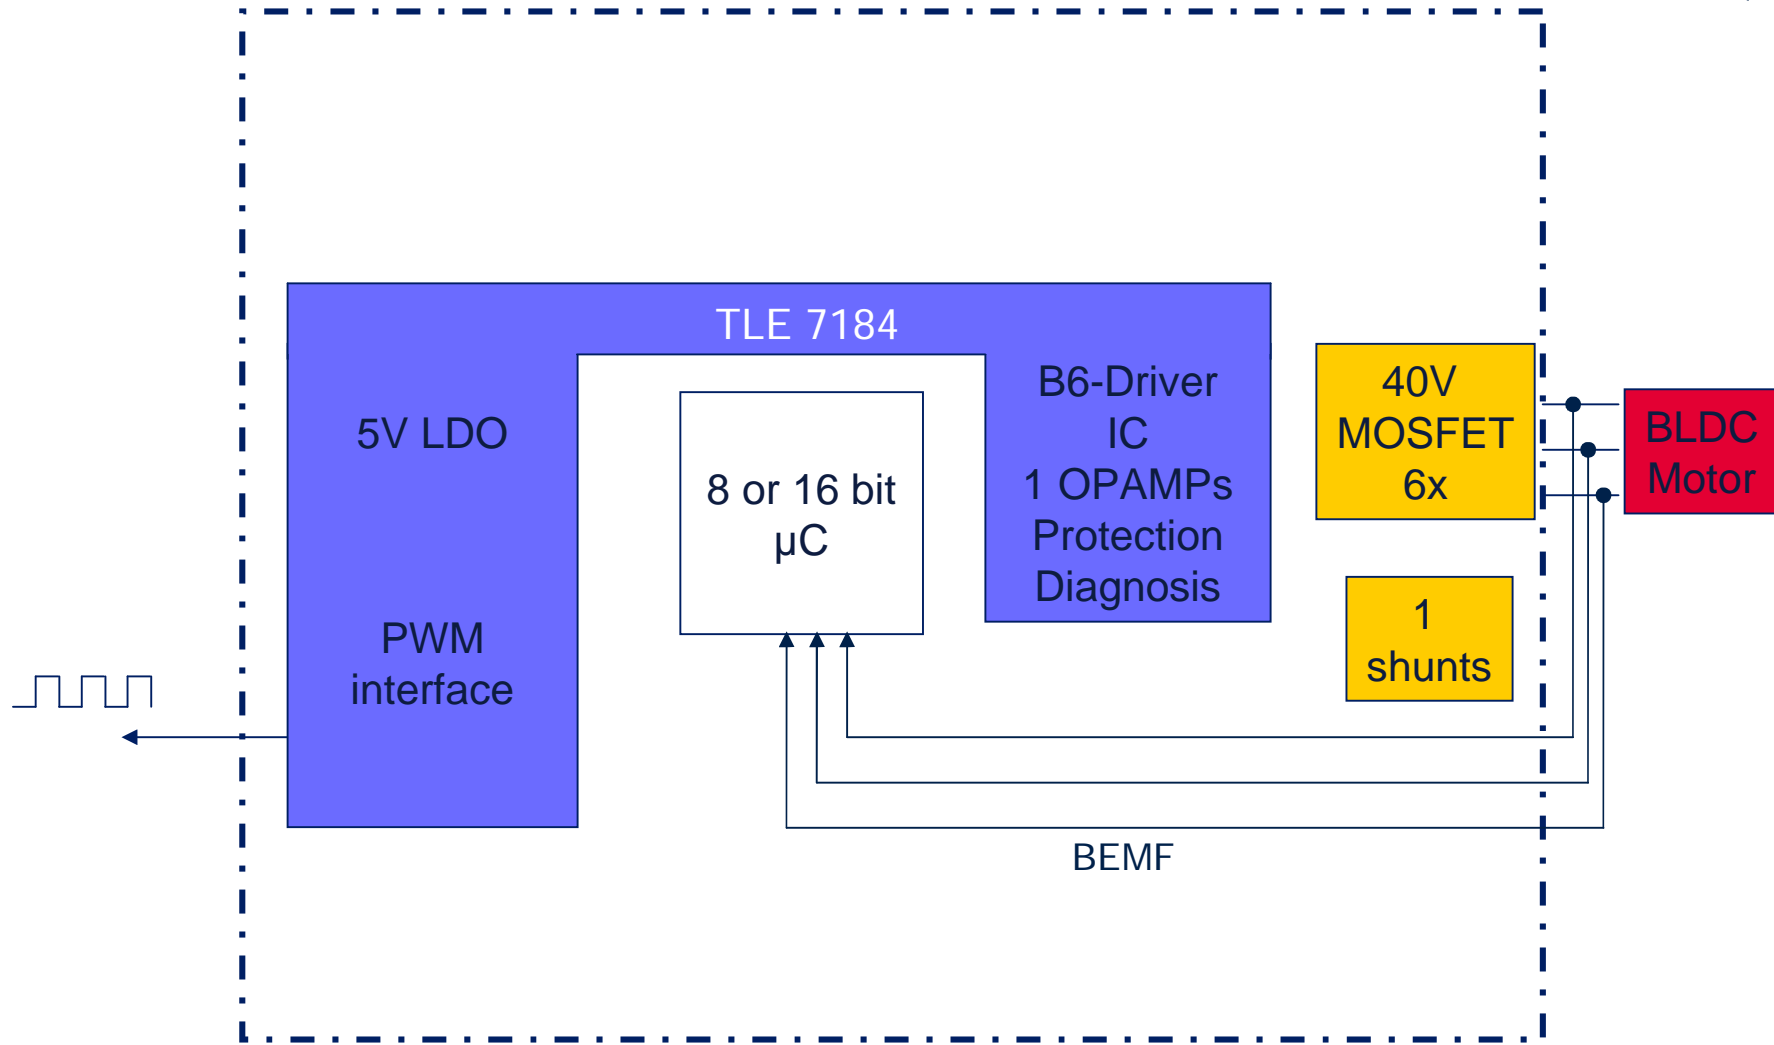 TLE 7184
5V LDO
PWM
interface
8 or 16 bit
µC
B6-Driver
IC
1 OPAMPs
Protection
Diagnosis
40V
MOSFET
6x
1
shunts
BLDC
Motor
BEMF